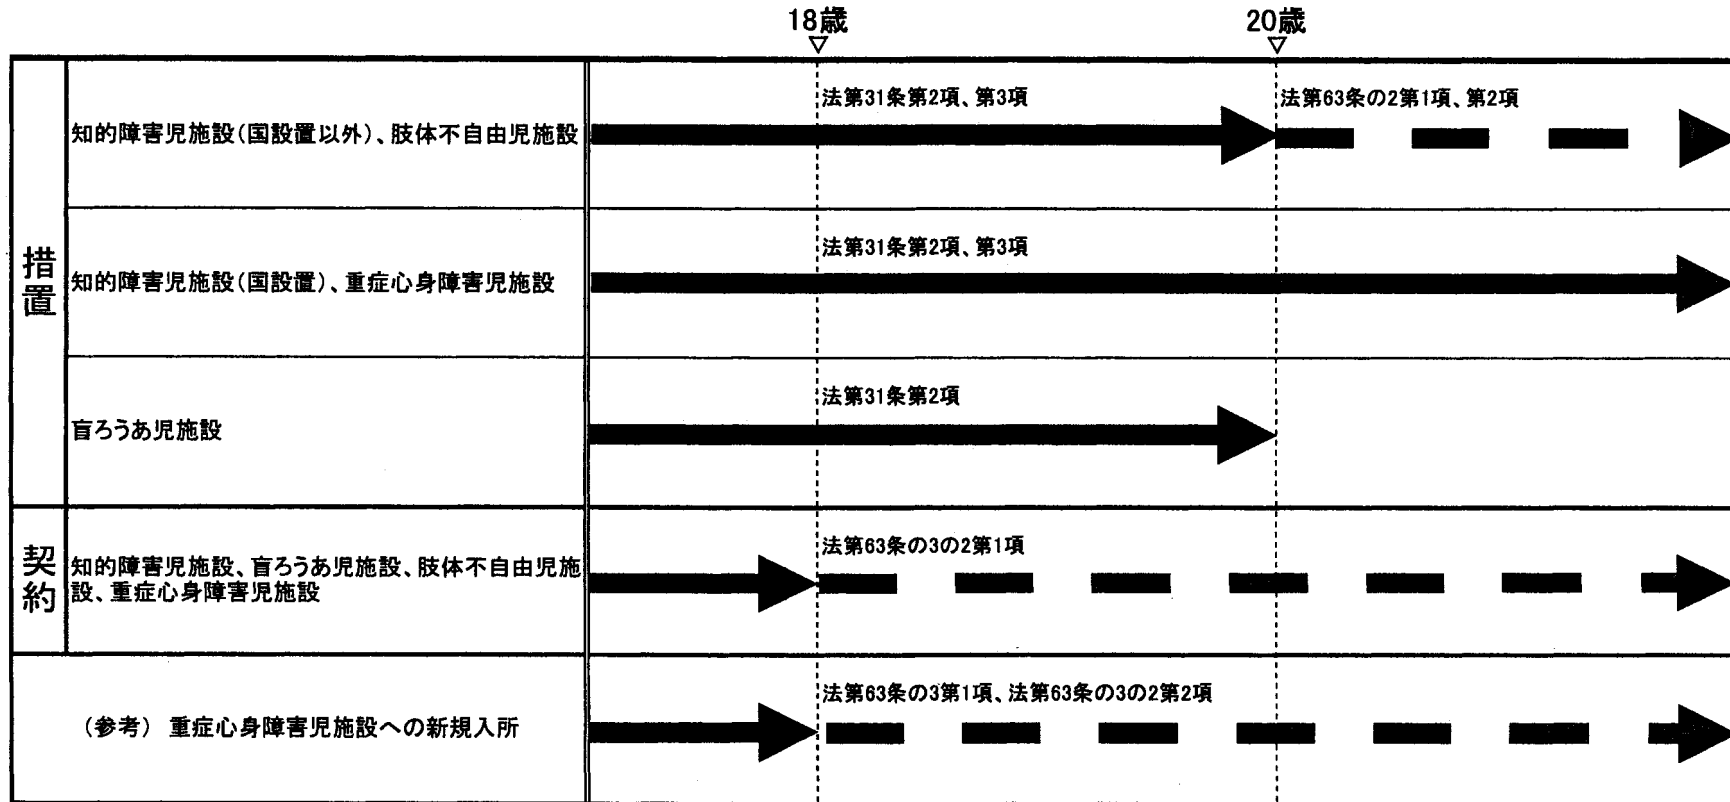 18歳
20歳
措置
知的障害児施設(国設置以外)、肢体不自由児施設
法第31条第2項、第3項
法第63条の2第1項、第2項
知的障害児施設(国設置)、重症心身障害児施設
法第31条第2項、第3項
盲ろうあ児施設
法第31条第2項
契約
知的障害児施設、盲ろうあ児施設、肢体不自由児施
設、重症心身障害児施設
法第63条の3の2第1項
(参考) 重症心身障害児施設への新規入所
法第63条の3第1項、法第63条の3の2第2項